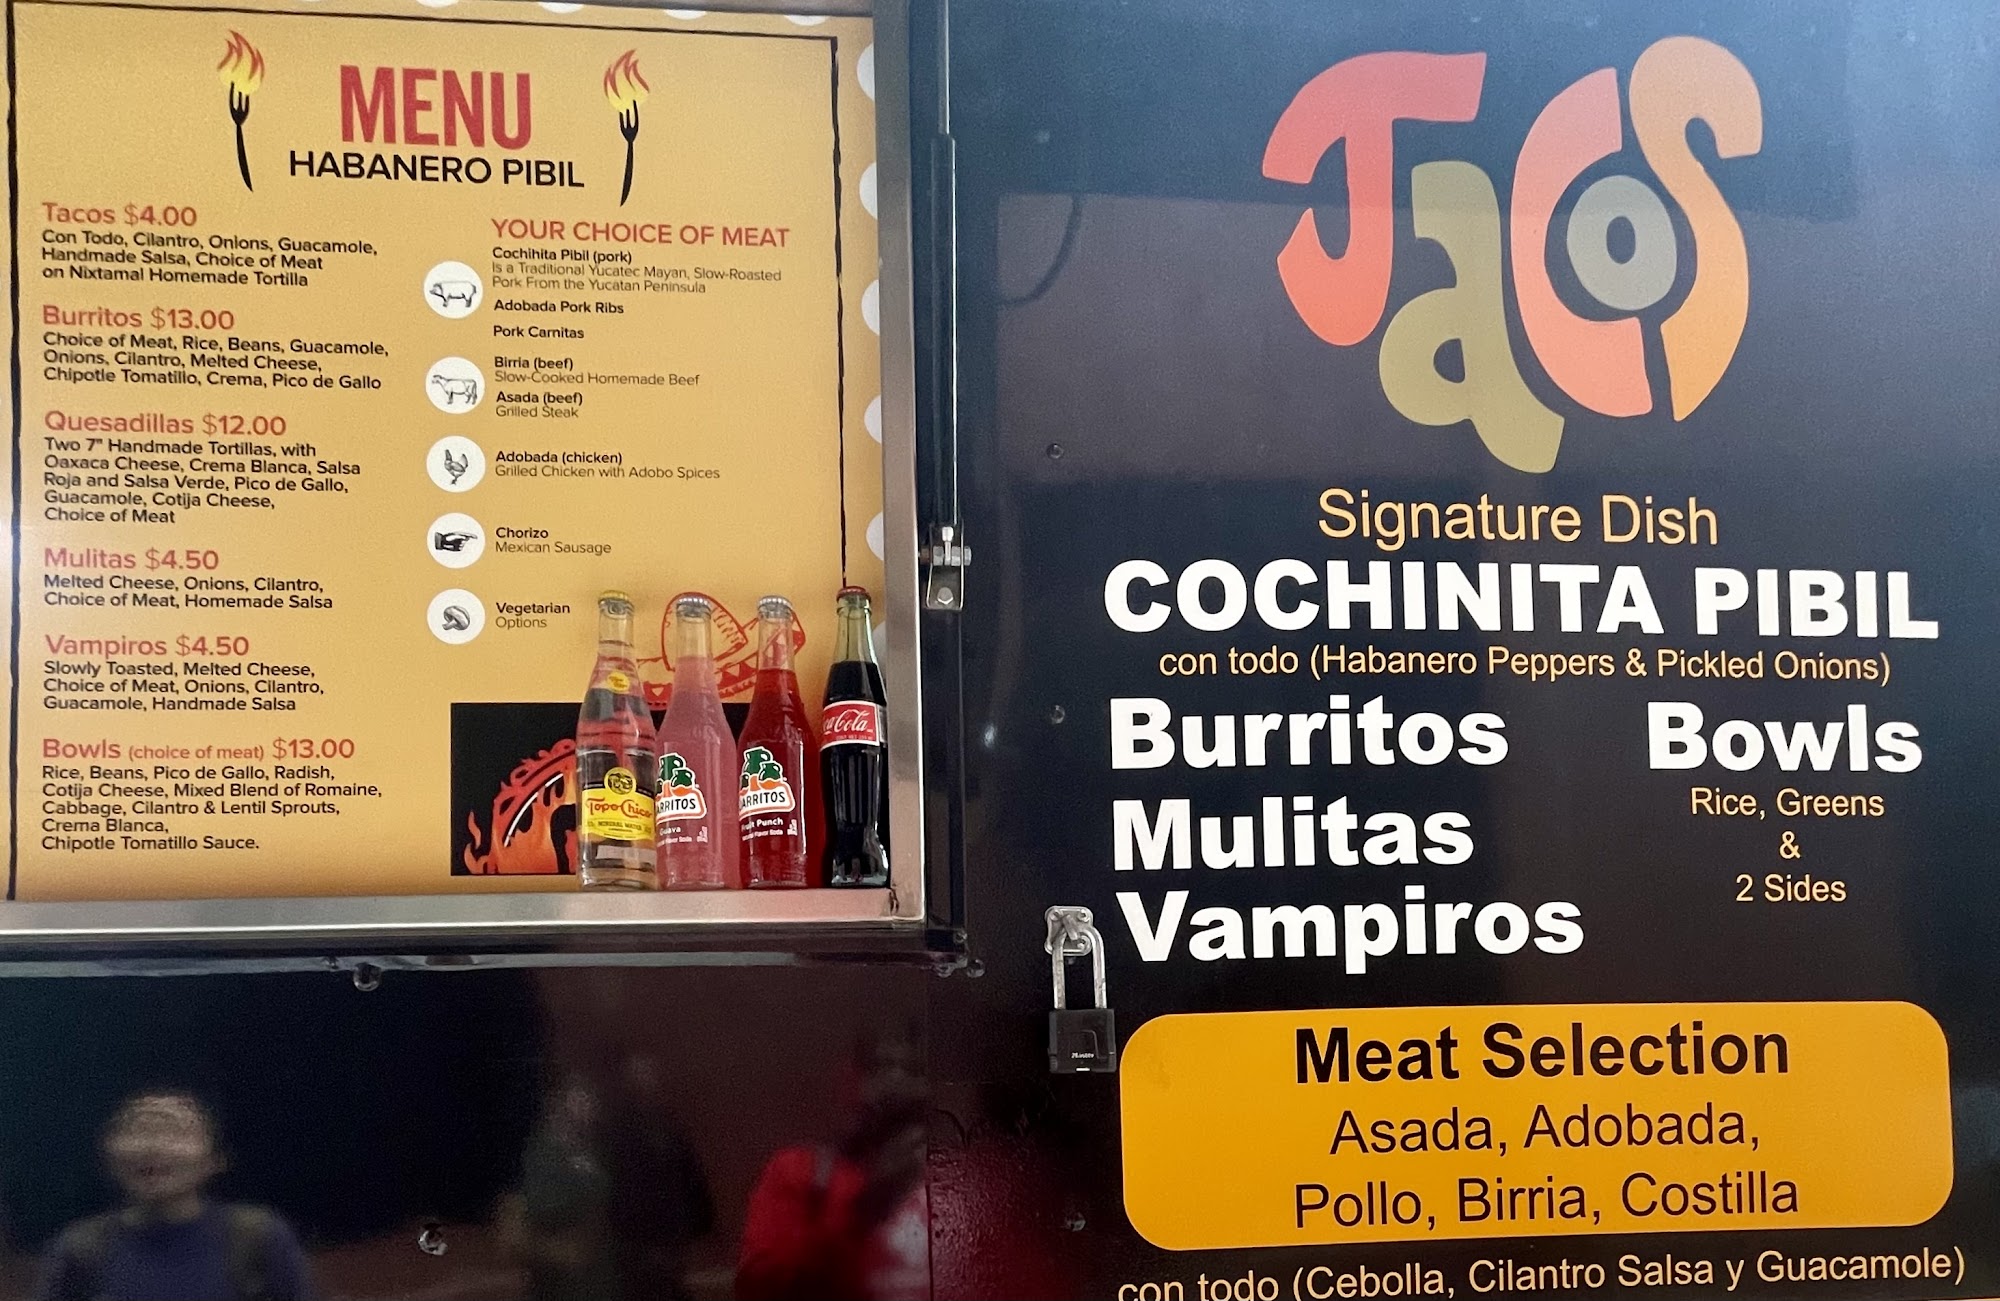 MENU
HABANERO PIBIL
Tacos $4.00
Con Todo, Cilantro, Onions, Guacamole,
Handmade Salsa, Choice of Meat
on Nixtamal Homemade Tortilla
Burritos $13.00
Choice of Meat, Rice, Beans, Guacamole,
Onions, Cilantro, Melted Cheese,
Chipotle Tomatillo, Crema, Pico de Gallo
Quesadillas $12.00
Two 7" Handmade Tortillas, with
Oaxaca Cheese, Crema Blanca, Salsa
Roja and Salsa Verde, Pico de Gallo,
Guacamole, Cotija Cheese,
Choice of Meat
Mulitas $4.50
Melted Cheese, Onions, Cilantro,
Choice of Meat, Homemade Salsa
Vampiros $4.50
Slowly Toasted, Melted Cheese,
Choice of Meat, Onions, Cilantro,
Guacamole, Handmade Salsa
Bowls (choice of meat) $13.00
Rice, Beans, Pico de Gallo, Radish,
Cotija Cheese, Mixed Blend of Romaine,
Cabbage, Cilantro & Lentil Sprouts,
Crema Blanca,
Chipotle Tomatillo Sauce.
YOUR CHOICE OF MEAT
Cochihita Pibil (pork)
Is a Traditional Yucatec Mayan, Slow-Roasted
Pork From the Yucatan Peninsula
Adobada Pork Ribs
Pork Carnitas
Birria (beef)
Slow-Cooked Homemade Beef
Asada (beef)
Grilled Steak
Adobada (chicken)
Grilled Chicken with Adobo Spices
Chorizo
Mexican Sausage
Vegetarian
Options
Topo Chico
MINERAL WATER
ARRITOS
Guava
ARRITOS
Fruit Punch
Coca-Cola
Tacos
Signature Dish
COCHINITA PIBIL
con todo (Habanero Peppers & Pickled Onions)
Burritos
Mulitas
Vampiros
Bowls
Rice, Greens
&
2 Sides
Meat Selection
Asada, Adobada,
Pollo, Birria, Costilla
con todo (Cebolla, Cilantro Salsa y Guacamole)